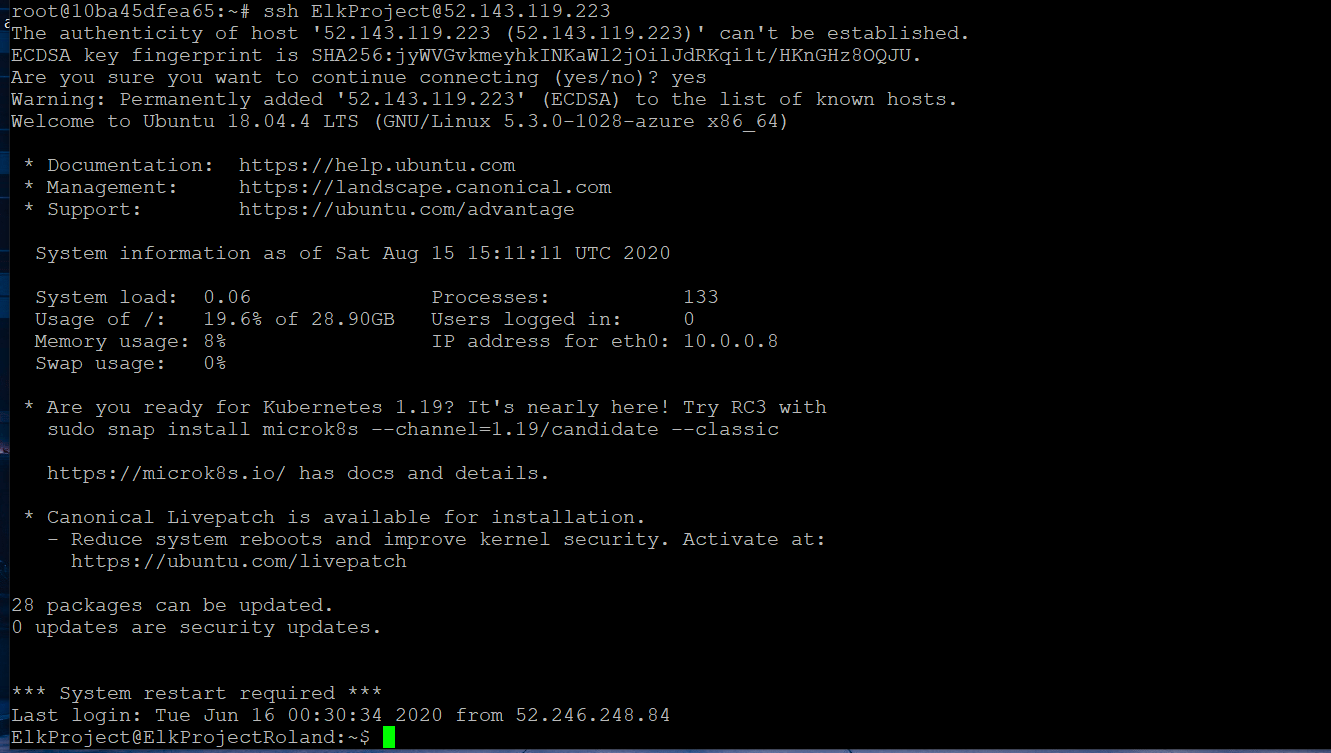 root@10ba45dfea65:~# ssh ElkProject@52.143.119.223
The authenticity of host '52.143.119.223 (52.143.119.223)' can't be established.
ECDSA key fingerprint is SHA256:jyWVGvkmeyhkINKaWl2jOilJdRKqi1t/HKnGHz8OQJU.
Are you sure you want to continue connecting (yes/no)? yes
Warning: Permanently added '52.143.119.223' (ECDSA) to the list of known hosts.
Welcome to Ubuntu 18.04.4 LTS (GNU/Linux 5.3.0-1028-azure x86_64)

 * Documentation:  https://help.ubuntu.com
 * Management:     https://landscape.canonical.com
 * Support:        https://ubuntu.com/advantage

  System information as of Sat Aug 15 15:11:11 UTC 2020

  System load:  0.06               Processes:           133
  Usage of /:   19.6% of 28.90GB   Users logged in:     0
  Memory usage: 8%                 IP address for eth0: 10.0.0.8
  Swap usage:   0%

 * Are you ready for Kubernetes 1.19? It's nearly here! Try RC3 with
   sudo snap install microk8s --channel=1.19/candidate --classic

   https://microk8s.io/ has docs and details.

 * Canonical Livepatch is available for installation.
   - Reduce system reboots and improve kernel security. Activate at:
     https://ubuntu.com/livepatch

28 packages can be updated.
0 updates are security updates.


*** System restart required ***
Last login: Tue Jun 16 00:30:34 2020 from 52.246.248.84
ElkProject@ElkProjectRoland:~$